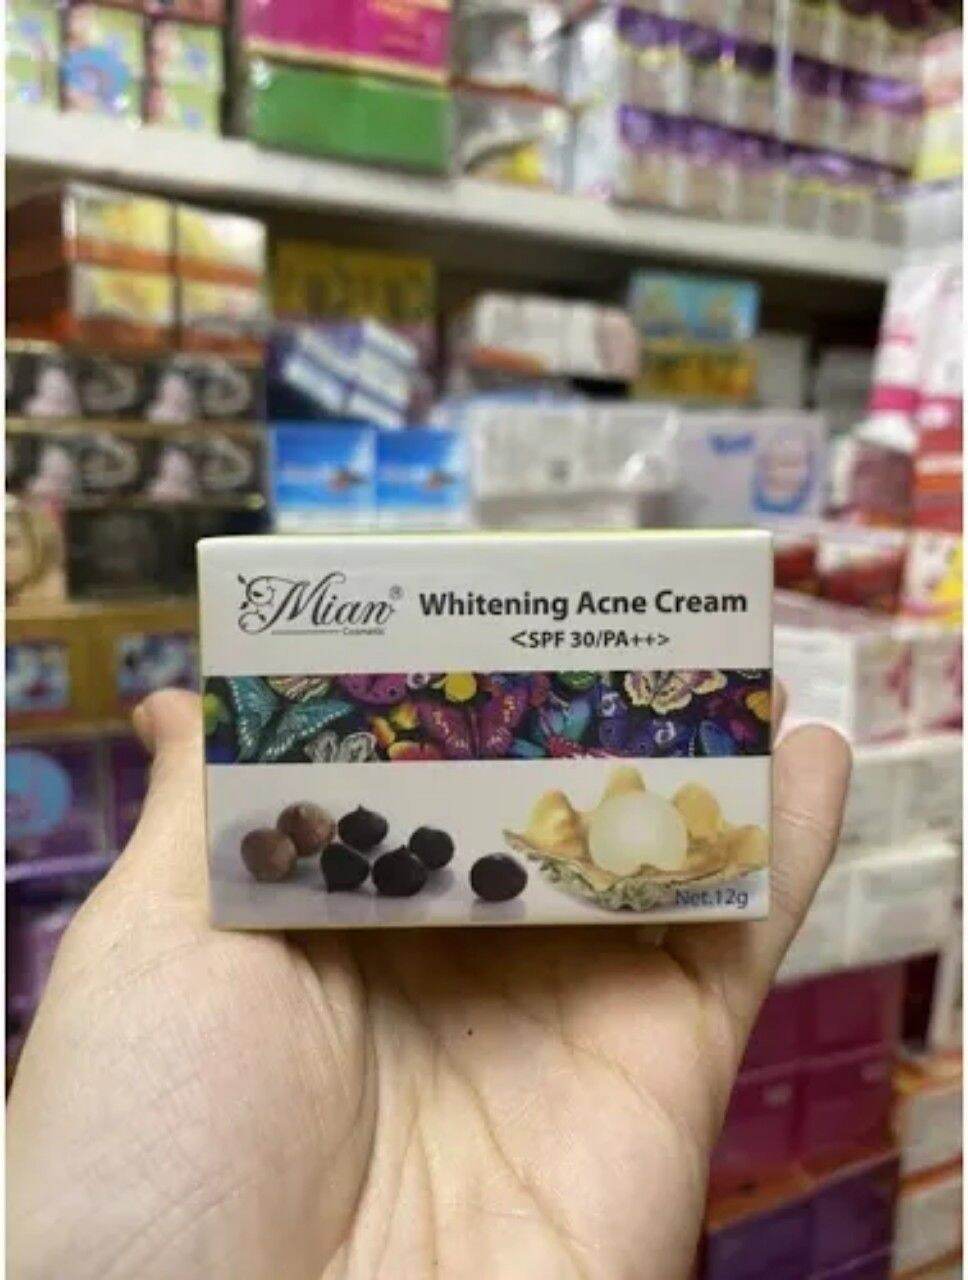 Mian®
Cosmetic
Whitening Acne Cream
<SPF 30/PA++>
Net.12g